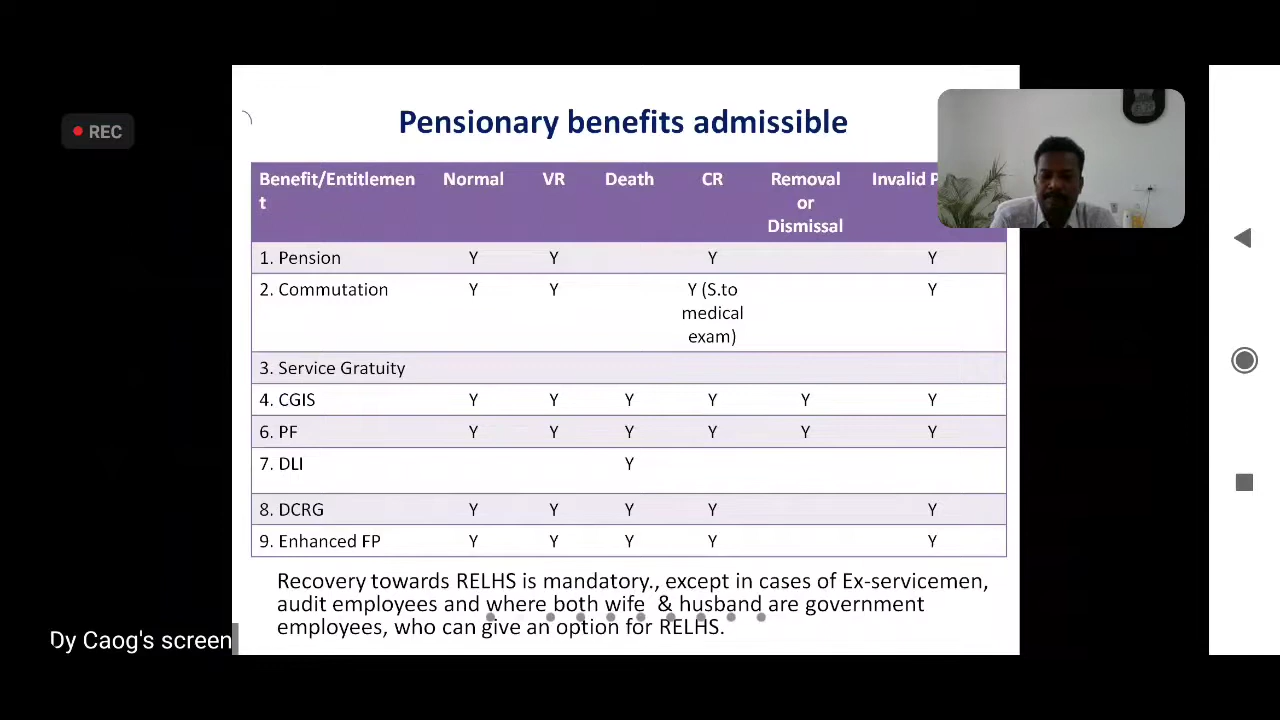 REC
Pensionary benefits admissible
Benefit/Entitlemen Normal VR Death CR Removal Invalid
t or
Dismissal
1. Pension Y Y Y Y
2. Commutation Y Y Y (S.to Y
medical
exam)
3. Service Gratuity
4. CGIS Y Y Y Y Y Y
6. PF Y Y Y Y Y Y
7. DLI Y
8. DCRG Y Y Y Y Y
9. Enhanced FP Y Y Y Y Y
Recovery towards RELHS is mandatory., except in cases of Ex-servicemen,
audit employees and where both wife & husband are government
employees, who can give an option for RELHS.
Dy Caog's screen